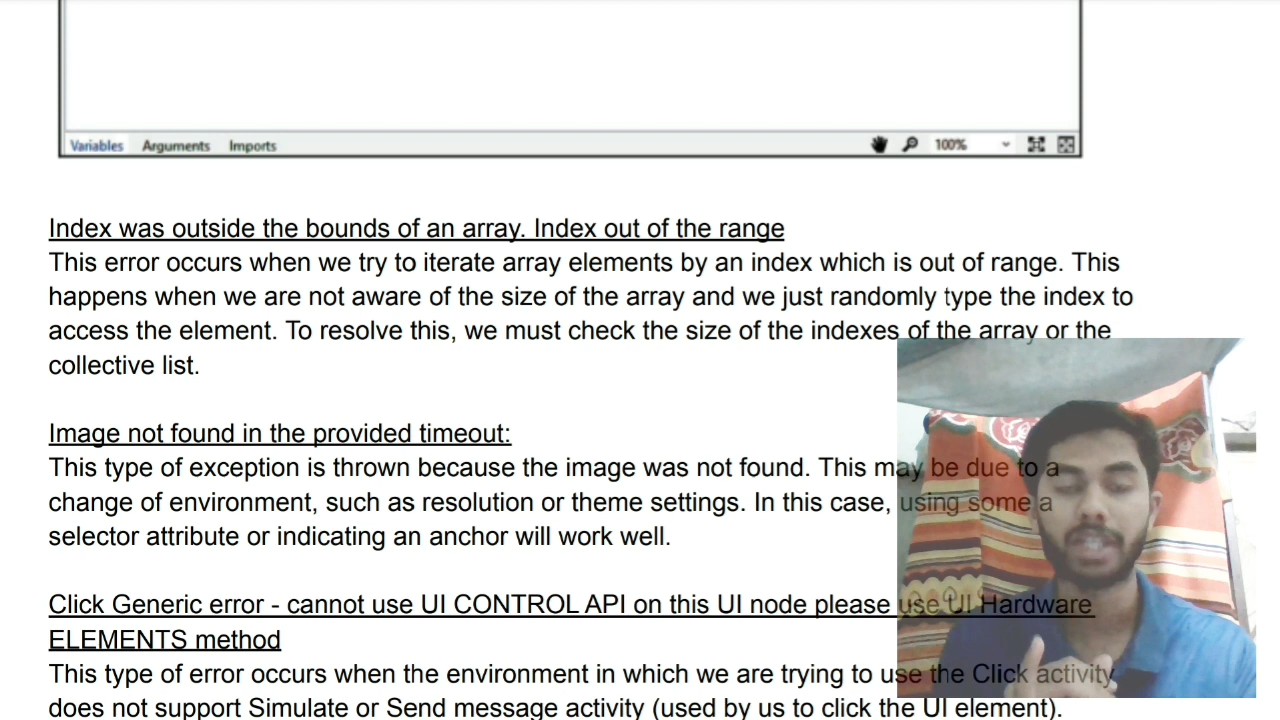 Variables Arguments Imports 100%
Index was outside the bounds of an array. Index out of the range
This error occurs when we try to iterate array elements by an index which is out of range. This
happens when we are not aware of the size of the array and we just randomly type the index to
access the element. To resolve this, we must check the size of the indexes of the array or the
collective list.
Image not found in the provided timeout:
This type of exception is thrown because the image was not found. This may be due to a
change of environment, such as resolution or theme settings. In this case, using some a
selector attribute or indicating an anchor will work well.
Click Generic error - cannot use UI CONTROL API on this UI node please use UI Hardware
ELEMENTS method
This type of error occurs when the environment in which we are trying to use the Click activity
does not support Simulate or Send message activity (used by us to click the UI element).